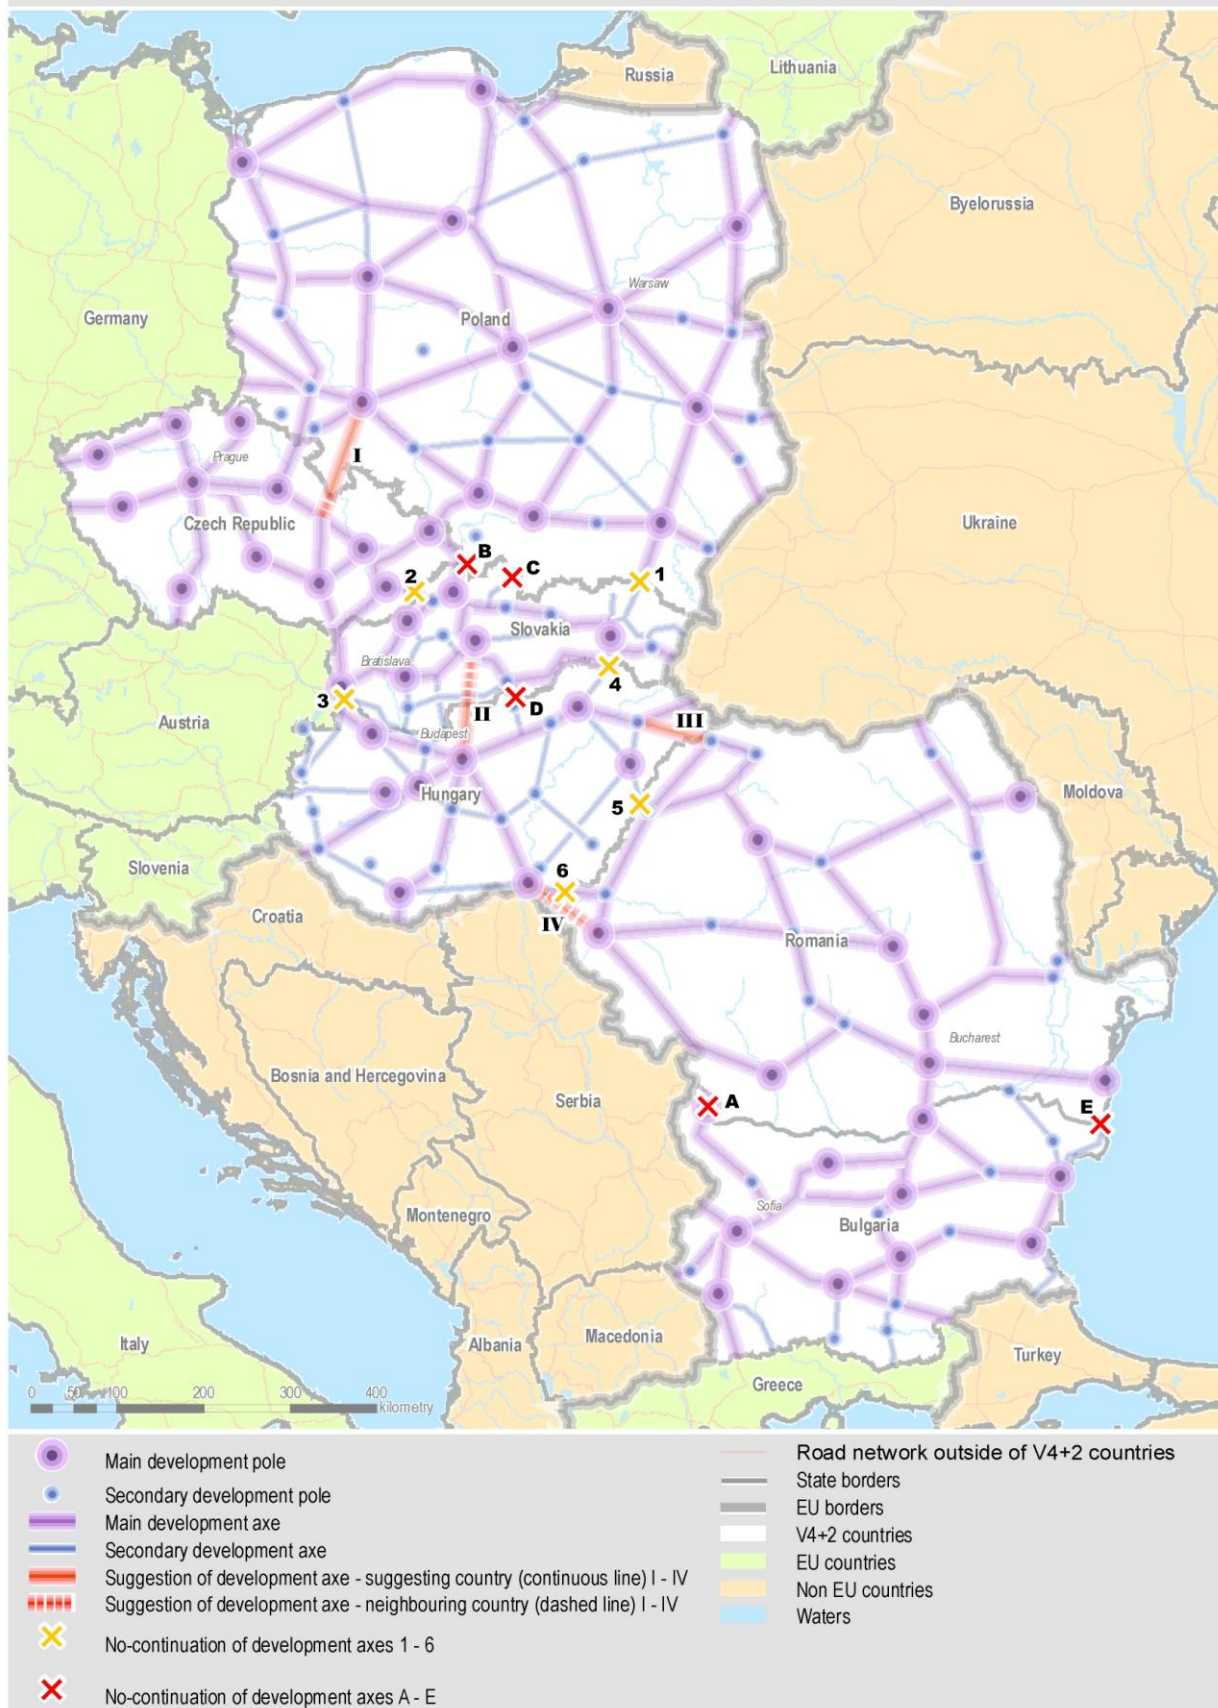 Russia
Lithuania
Byelorussia
Germany
Warsaw
Poland
I
Prague
Czech Republic
Ukraine
B
C
1
2
Slovakia
Bratislava
4
3
D
II
III
Austria
Budapest
Hungary
5
Moldova
Slovenia
6
Croatia
IV
Romania
Bucharest
Bosnia and Hercegovina
Serbia
A
E
Sofia
Montenegro
Bulgaria
Italy
Albania
Macedonia
Turkey
Greece
0 50 100 200 300 400
kilometry
Main development pole
Secondary development pole
Main development axe
Secondary development axe
Suggestion of development axe - suggesting country (continuous line) I - IV
Suggestion of development axe - neighbouring country (dashed line) I - IV
No-continuation of development axes 1 - 6
No-continuation of development axes A - E
Road network outside of V4+2 countries
State borders
EU borders
V4+2 countries
EU countries
Non EU countries
Waters